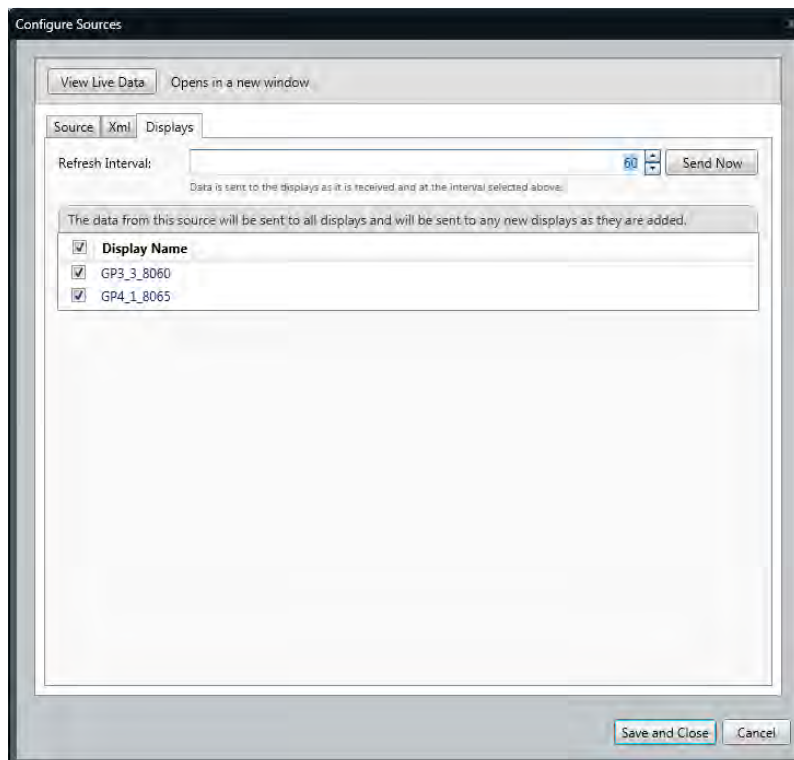 Configure Sources
View Live Data Opens in a new window
Source Xml Displays
Refresh Interval: 60 Send Now
Data is sent to the displays as it is received and at the interval selected above.
The data from this source will be sent to all displays and will be sent to any new displays as they are added.
Display Name
GP3_3_8060
GP4_1_8065
Save and Close Cancel